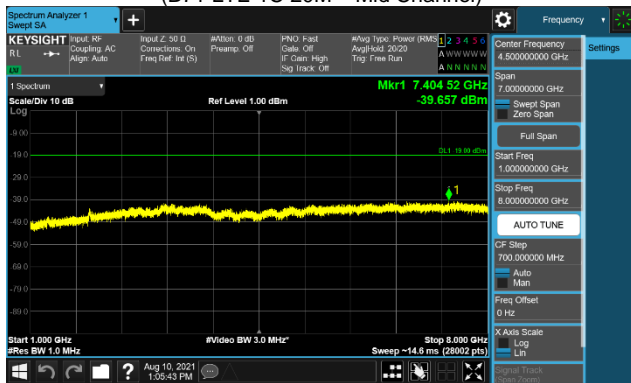 Spectrum Analyzer 1
Swept SA
Frequency
KEYSIGHT
RL
Input: RF
Coupling: AC
Align: Auto
Input Z: 50 Ω
Corrections: On
Freq Ref: Int (S)
#Atten: 0 dB
Preamp: Off
PNO: Fast
Gate: Off
IF Gain: High
Sig Track: Off
#Avg Type: Power (RMS
Avg|Hold: 20/20
Trig: Free Run
1 2 3 4 5 6
A W W W W W
A N N N N N
1 Spectrum
Mkr1 7.404 52 GHz
Scale/Div 10 dB
Ref Level 1.00 dBm
-39.657 dBm
Log
-9.00
-19.0
DL1 -19.00 dBm
-29.0
-39.0
1
-49.0
-59.0
-69.0
-79.0
-89.0
Start 1.000 GHz
#Video BW 3.0 MHz*
Stop 8.000 GHz
#Res BW 1.0 MHz
Sweep ~14.6 ms (28002 pts)
Center Frequency
4.500000000 GHz
Settings
Span
7.00000000 GHz
Swept Span
Zero Span
Full Span
Start Freq
1.000000000 GHz
Stop Freq
8.000000000 GHz
AUTO TUNE
CF Step
700.000000 MHz
Auto
Man
Freq Offset
0 Hz
X Axis Scale
Log
Lin
Signal Track
(Span Zoom)
Aug 10, 2021
1:05:43 PM